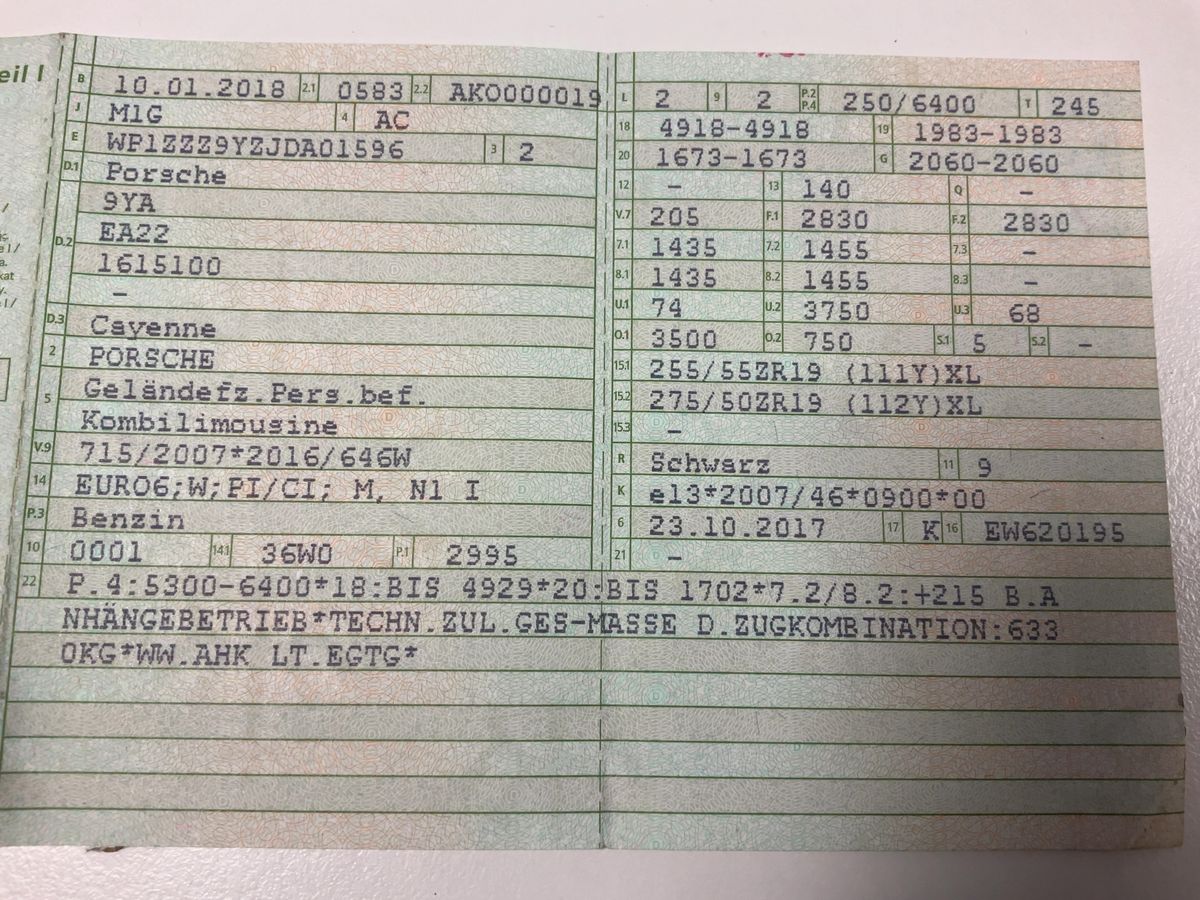 eil I
B 10.01.2018 2.1 0583 2.2 AKO000019
J M1G 4 AC
E WP1ZZZ9YZJDA01596 3 2
D.1 Porsche
9YA
D.2 EA22
1615100
–
D.3 Cayenne
2 PORSCHE
5 Geländefz.Pers.bef.
Kombilimousine
V.9 715/2007*2016/646W
14 EURO6;W;PI/CI; M, N1 I
P.3 Benzin
10 0001 14.1 36W0 P.1 2995
L 2 9 2 P.2 P.4 250/6400 T 245
18 4918-4918 19 1983-1983
20 1673-1673 G 2060-2060
12 – 13 140 Q –
V.7 205 F.1 2830 F.2 2830
7.1 1435 7.2 1455 7.3 –
8.1 1435 8.2 1455 8.3 –
U.1 74 U.2 3750 U.3 68
O.1 3500 O.2 750 S.1 5 S.2 –
15.1 255/55ZR19 (111Y)XL
15.2 275/50ZR19 (112Y)XL
15.3 –
R Schwarz 11 9
K e13*2007/46*0900*00
6 23.10.2017 17 K 16 EW620195
21 –
22 P.4:5300-6400*18:BIS 4929*20:BIS 1702*7.2/8.2:+215 B.A
NHÄNGEBETRIEB*TECHN.ZUL.GES-MASSE D.ZUGKOMBINATION:633
0KG*WW.AHK LT.EGTG*